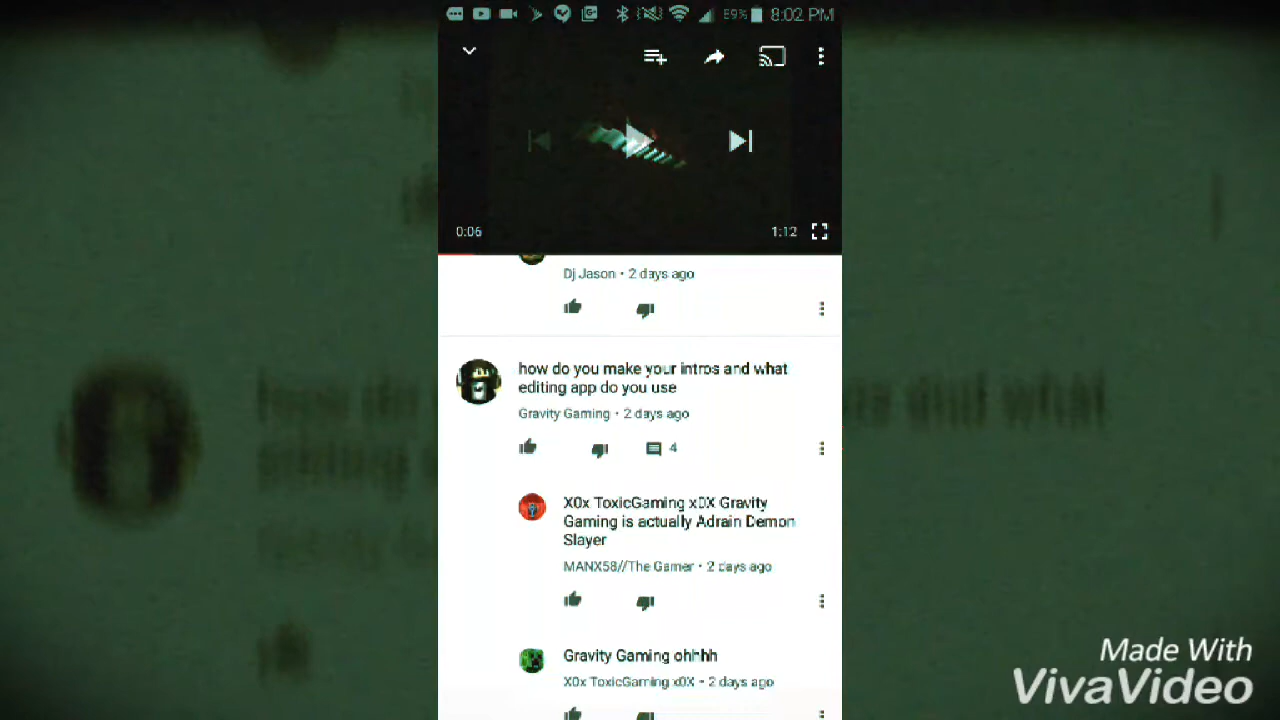 89% 8:02 PM
0:06
1:12
Dj Jason • 2 days ago
how do you make your intros and what
editing app do you use
Gravity Gaming • 2 days ago
4
X0x ToxicGaming x0X Gravity
Gaming is actually Adrain Demon
Slayer
MANX58//The Gamer • 2 days ago
Gravity Gaming ohhhh
X0x ToxicGaming x0X • 2 days ago
Made With
VivaVideo